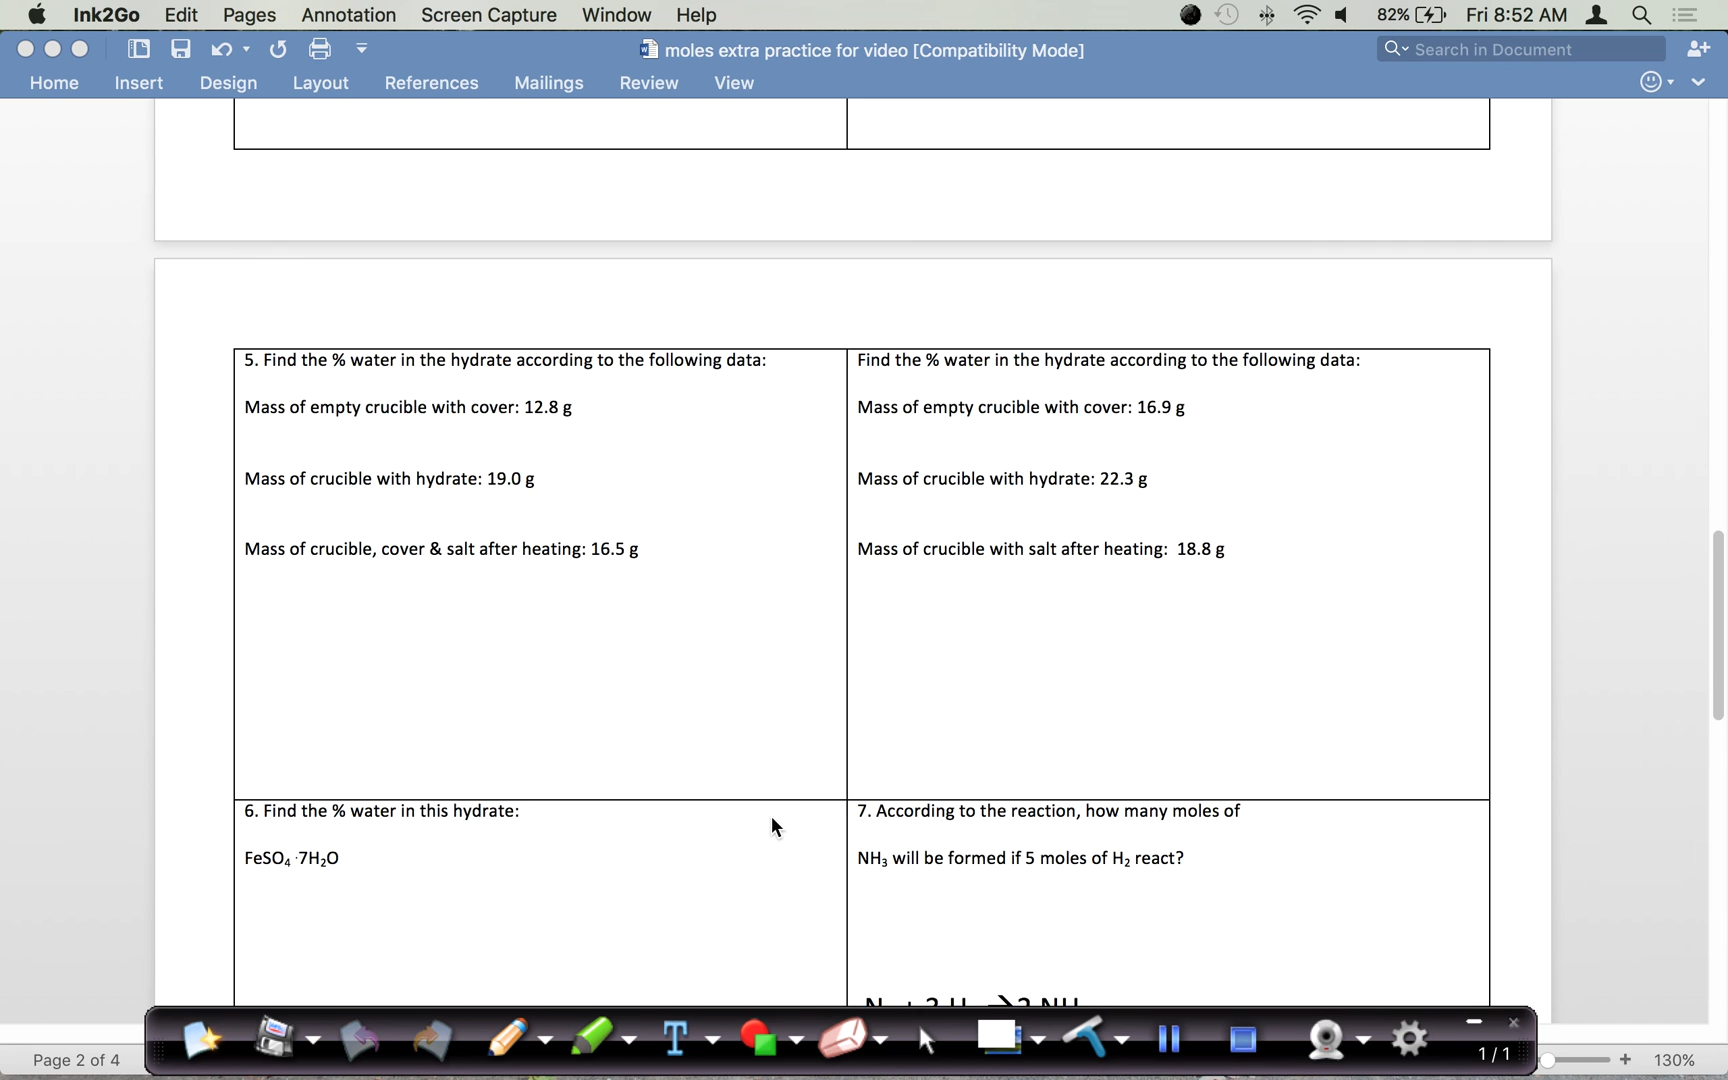 Ink2Go Edit Pages Annotation Screen Capture Window Help 82% Fri 8:52 AM
moles extra practice for video [Compatibility Mode] Search in Document
Home Insert Design Layout References Mailings Review View
5. Find the % water in the hydrate according to the following data:
Mass of empty crucible with cover: 12.8 g
Mass of crucible with hydrate: 19.0 g
Mass of crucible, cover & salt after heating: 16.5 g
Find the % water in the hydrate according to the following data:
Mass of empty crucible with cover: 16.9 g
Mass of crucible with hydrate: 22.3 g
Mass of crucible with salt after heating: 18.8 g
6. Find the % water in this hydrate:
FeSO₄ ·7H₂O
7. According to the reaction, how many moles of
NH₃ will be formed if 5 moles of H₂ react?
T
1/1
Page 2 of 4 130%